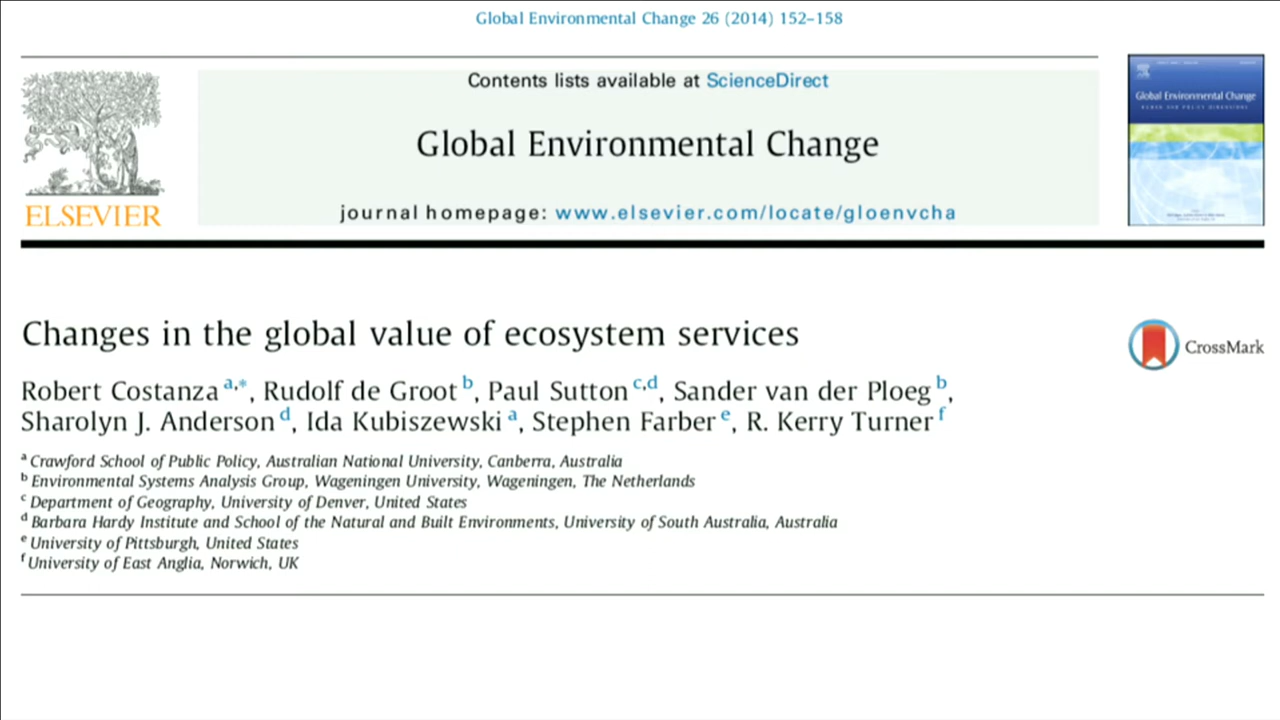 Global Environmental Change 26 (2014) 152–158
Contents lists available at ScienceDirect
Global Environmental Change
journal homepage: www.elsevier.com/locate/gloenvcha
ELSEVIER
Global Environmental Change
Changes in the global value of ecosystem services
CrossMark
Robert Costanza a,*, Rudolf de Groot b, Paul Sutton c,d, Sander van der Ploeg b,
Sharolyn J. Anderson d, Ida Kubiszewski a, Stephen Farber e, R. Kerry Turner f
a Crawford School of Public Policy, Australian National University, Canberra, Australia
b Environmental Systems Analysis Group, Wageningen University, Wageningen, The Netherlands
c Department of Geography, University of Denver, United States
d Barbara Hardy Institute and School of the Natural and Built Environments, University of South Australia, Australia
e University of Pittsburgh, United States
f University of East Anglia, Norwich, UK